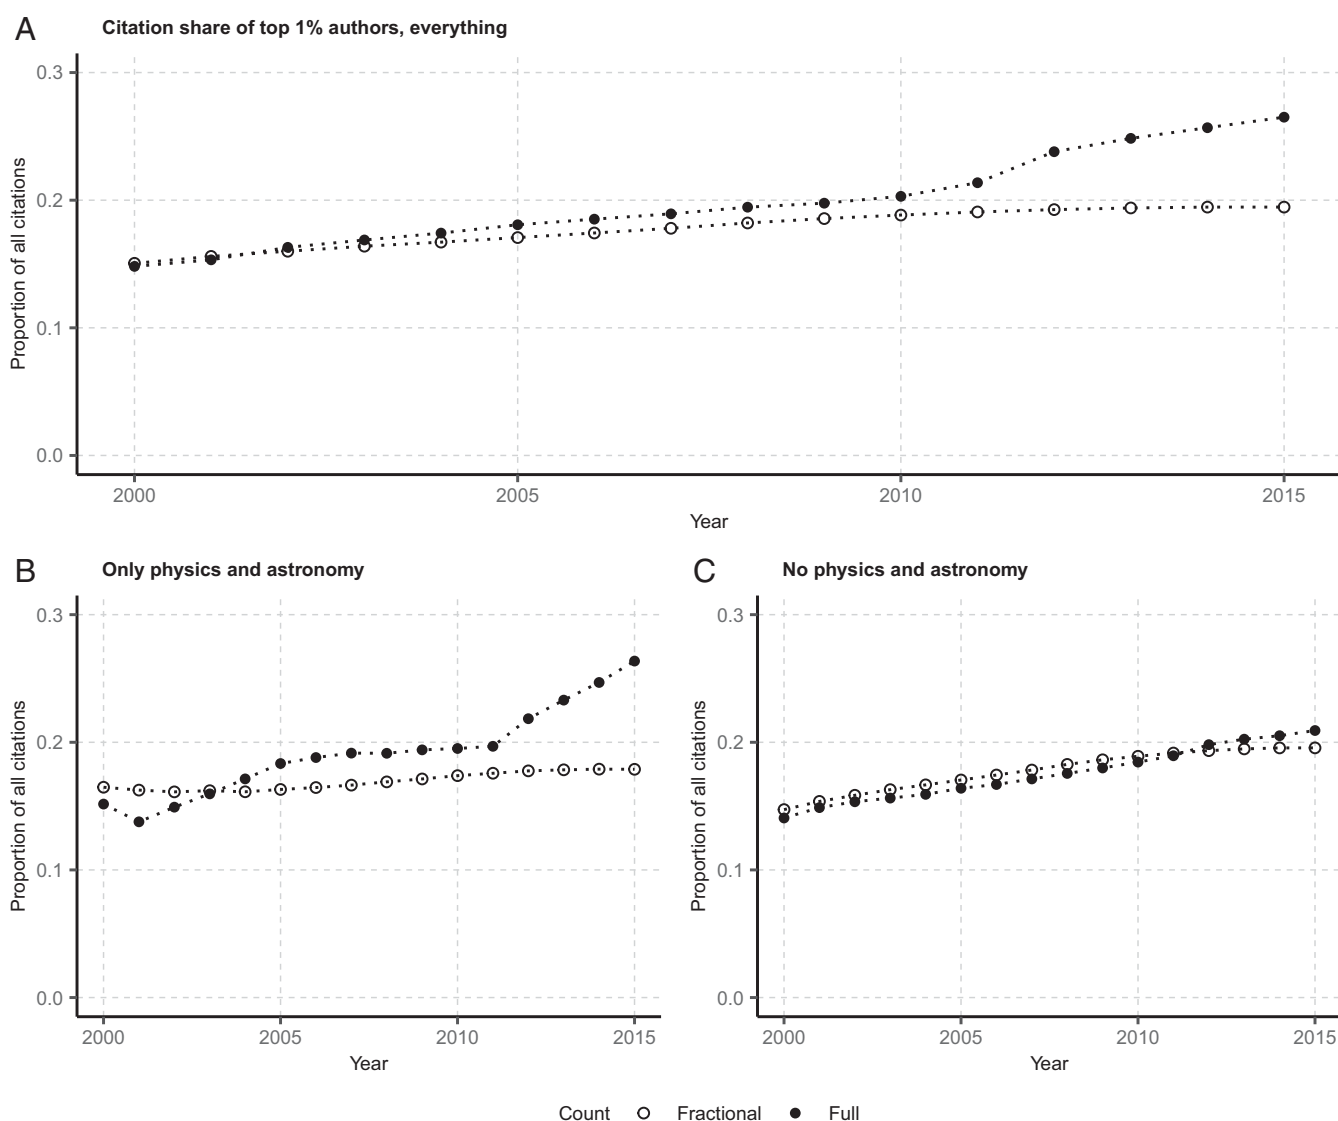 A Citation share of top 1% authors, everything
Proportion of all citations
0.3
0.2
0.1
0.0
2000 2005 2010 2015
Year
B Only physics and astronomy
Proportion of all citations
0.3
0.2
0.1
0.0
2000 2005 2010 2015
Year
C No physics and astronomy
Proportion of all citations
0.3
0.2
0.1
0.0
2000 2005 2010 2015
Year
Count Fractional Full